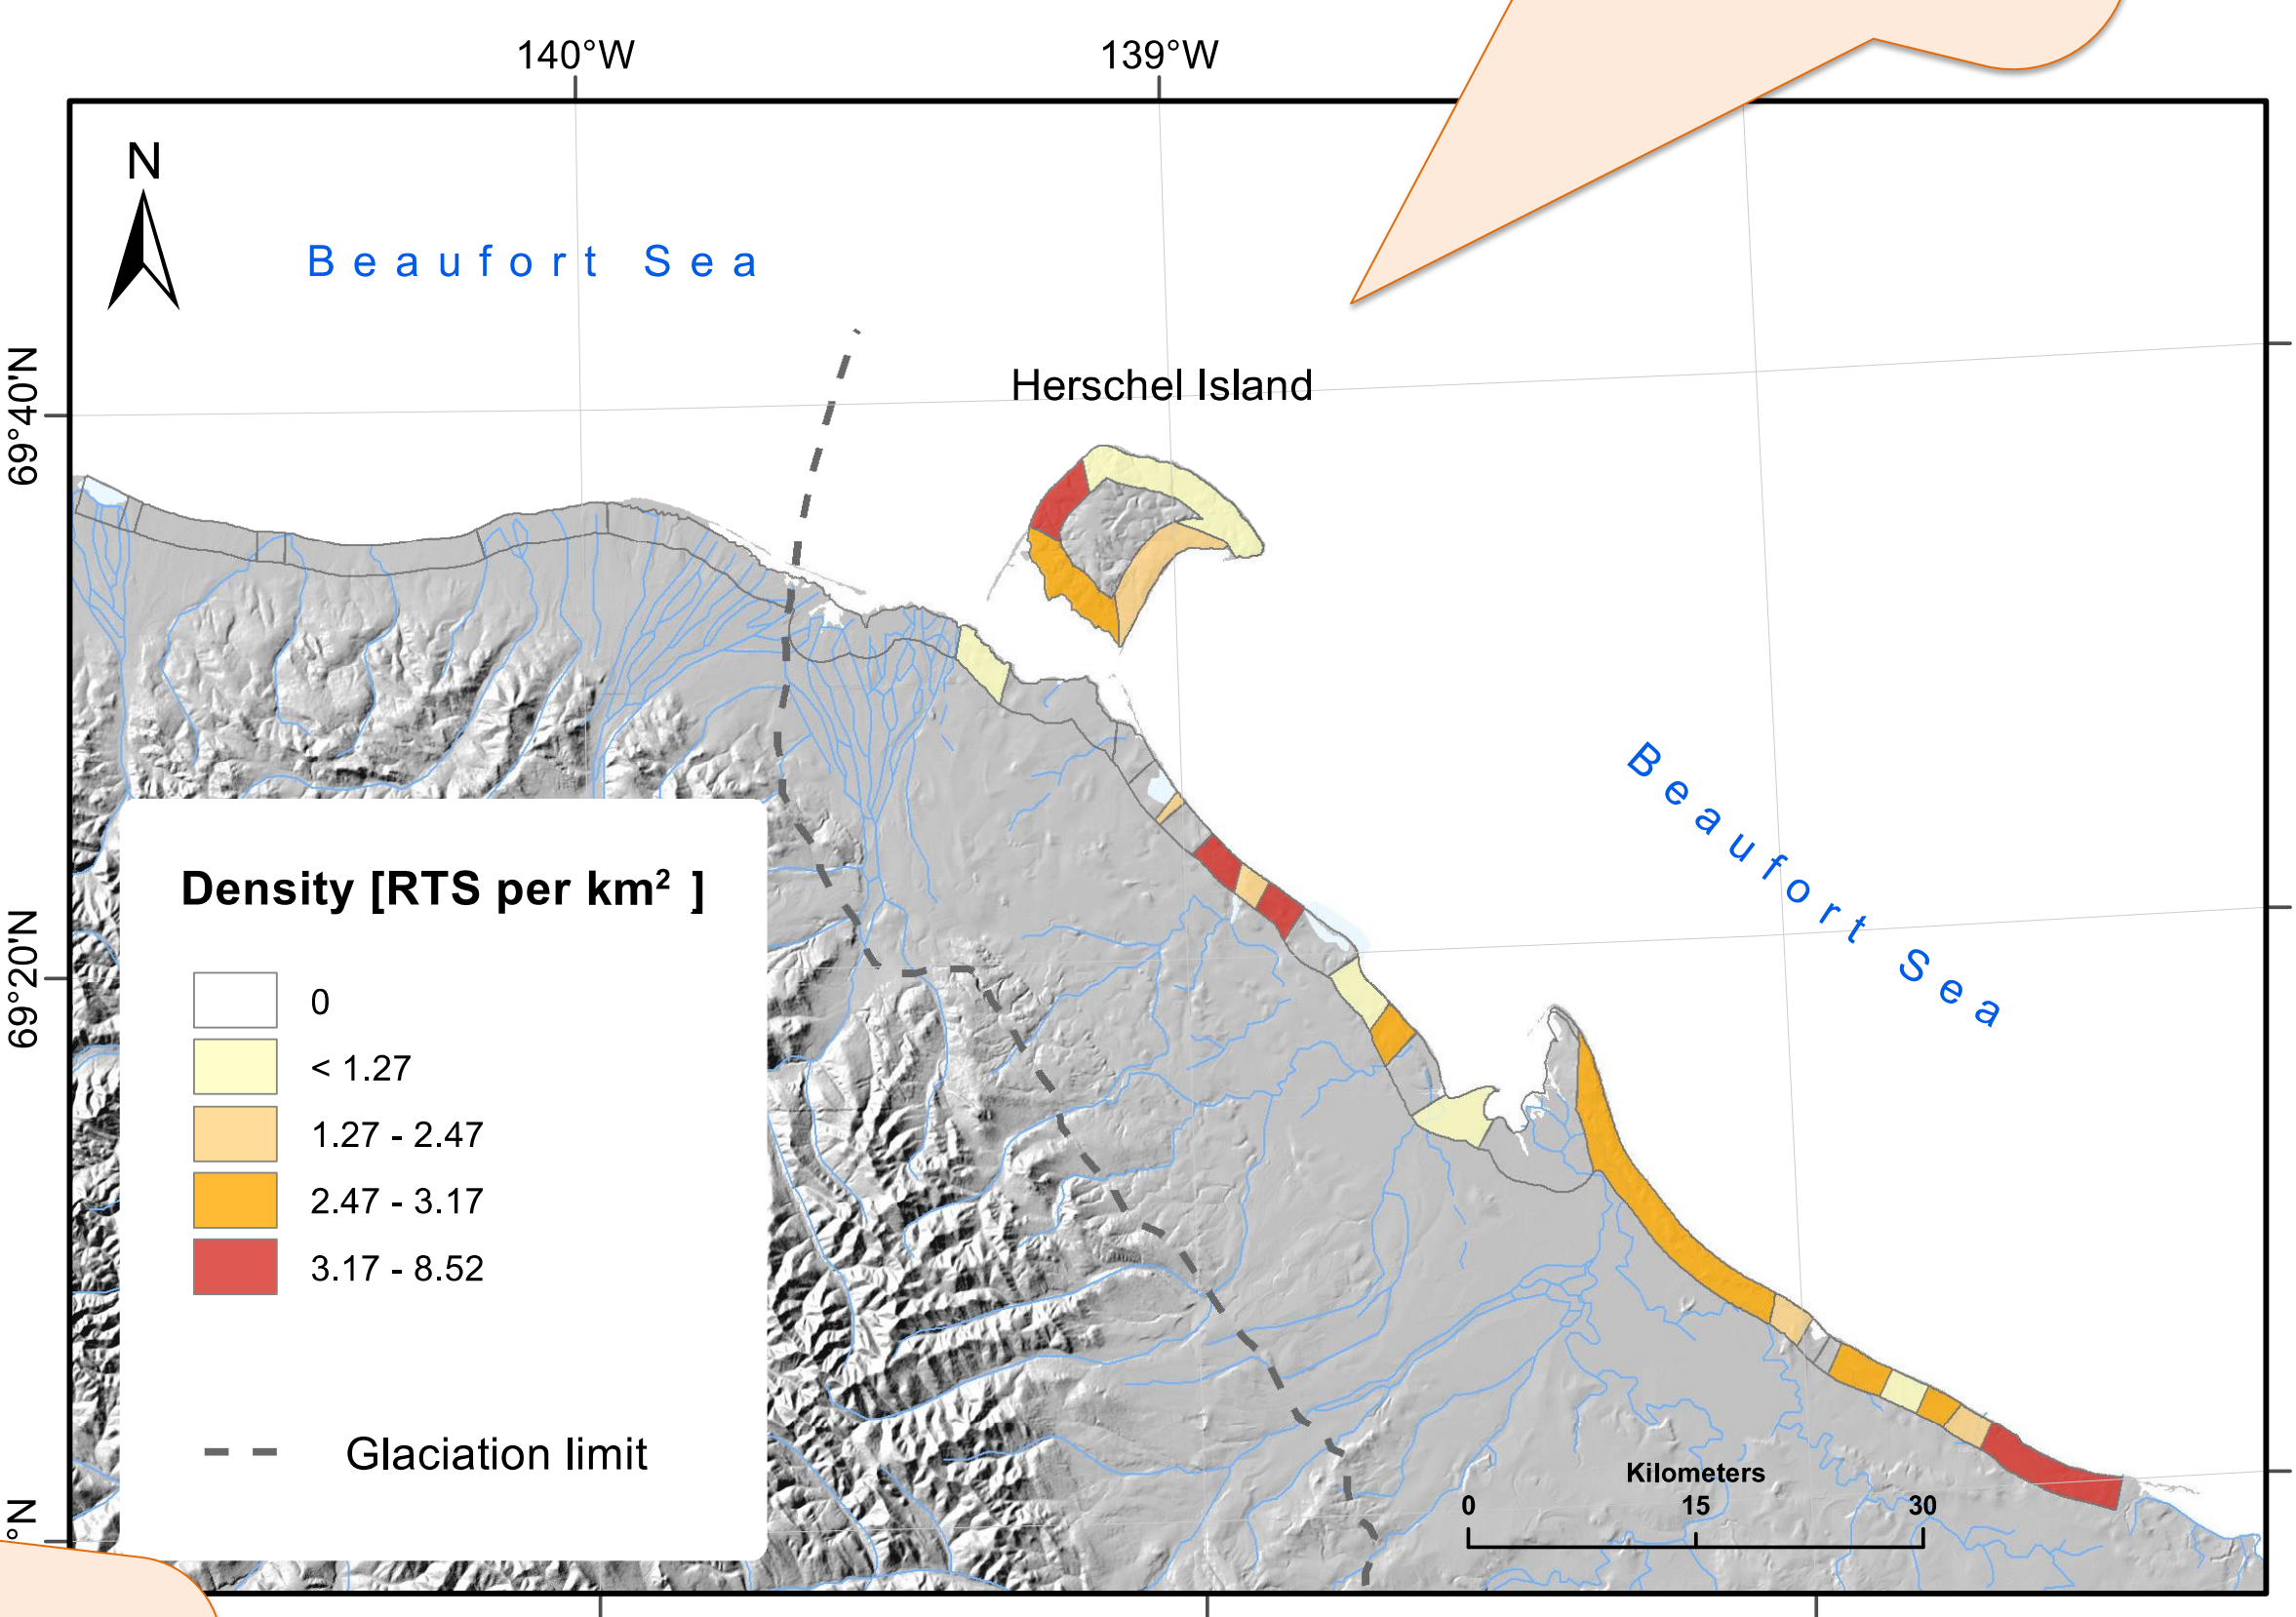 140°W
139°W
N
Beaufort Sea
Herschel Island
69°40'N
Beaufort Sea
69°20'N
Density [RTS per km² ]
0
< 1.27
1.27 - 2.47
2.47 - 3.17
3.17 - 8.52
Glaciation limit
Kilometers
0 15 30
°N